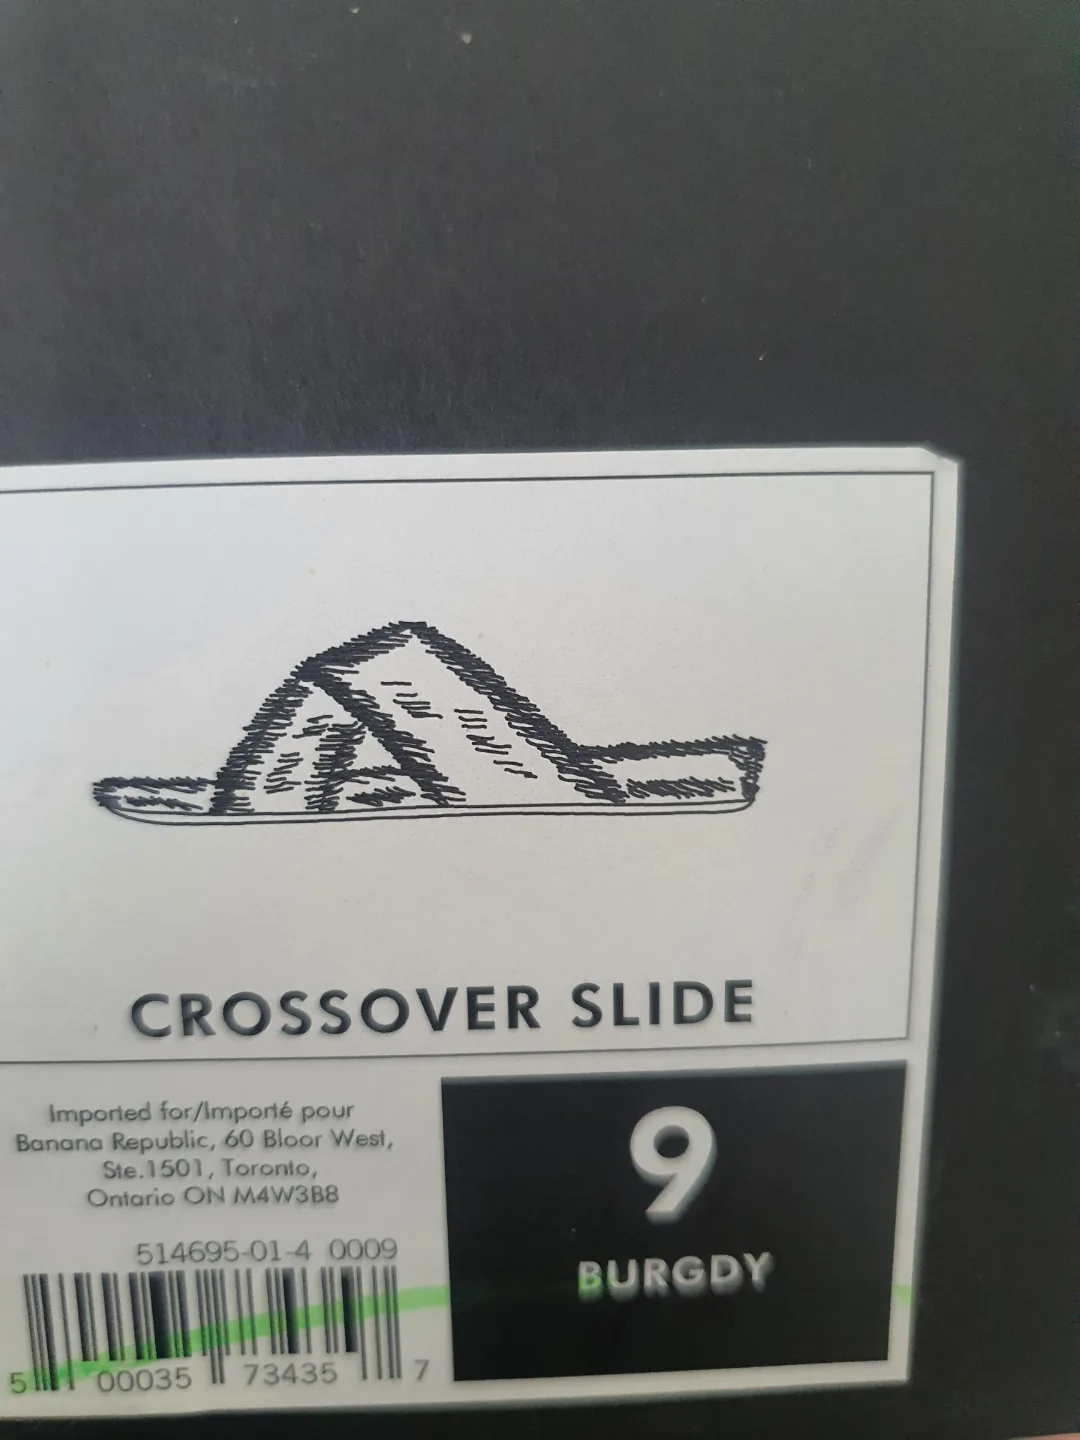 CROSSOVER SLIDE
Imported for/Importé pour
Banana Republic, 60 Bloor West,
Ste.1501, Toronto,
Ontario ON M4W3B8
514695-01-4 0009
5 00035 73435 7
9
BURGDY